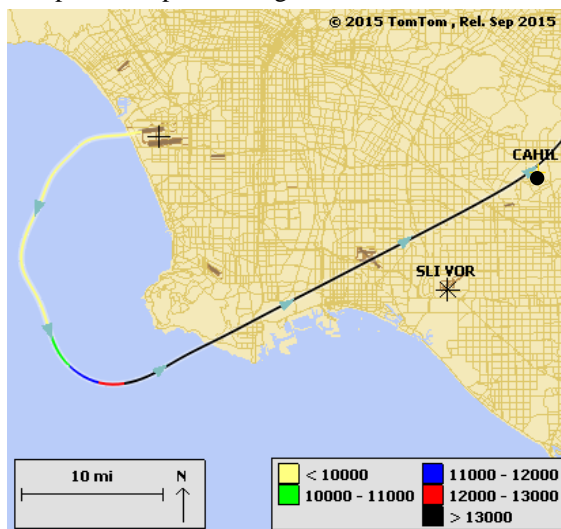 © 2015 TomTom , Rel. Sep 2015
CAHIL
SLI VOR
10 mi
N
< 10000
11000 - 12000
10000 - 11000
12000 - 13000
> 13000